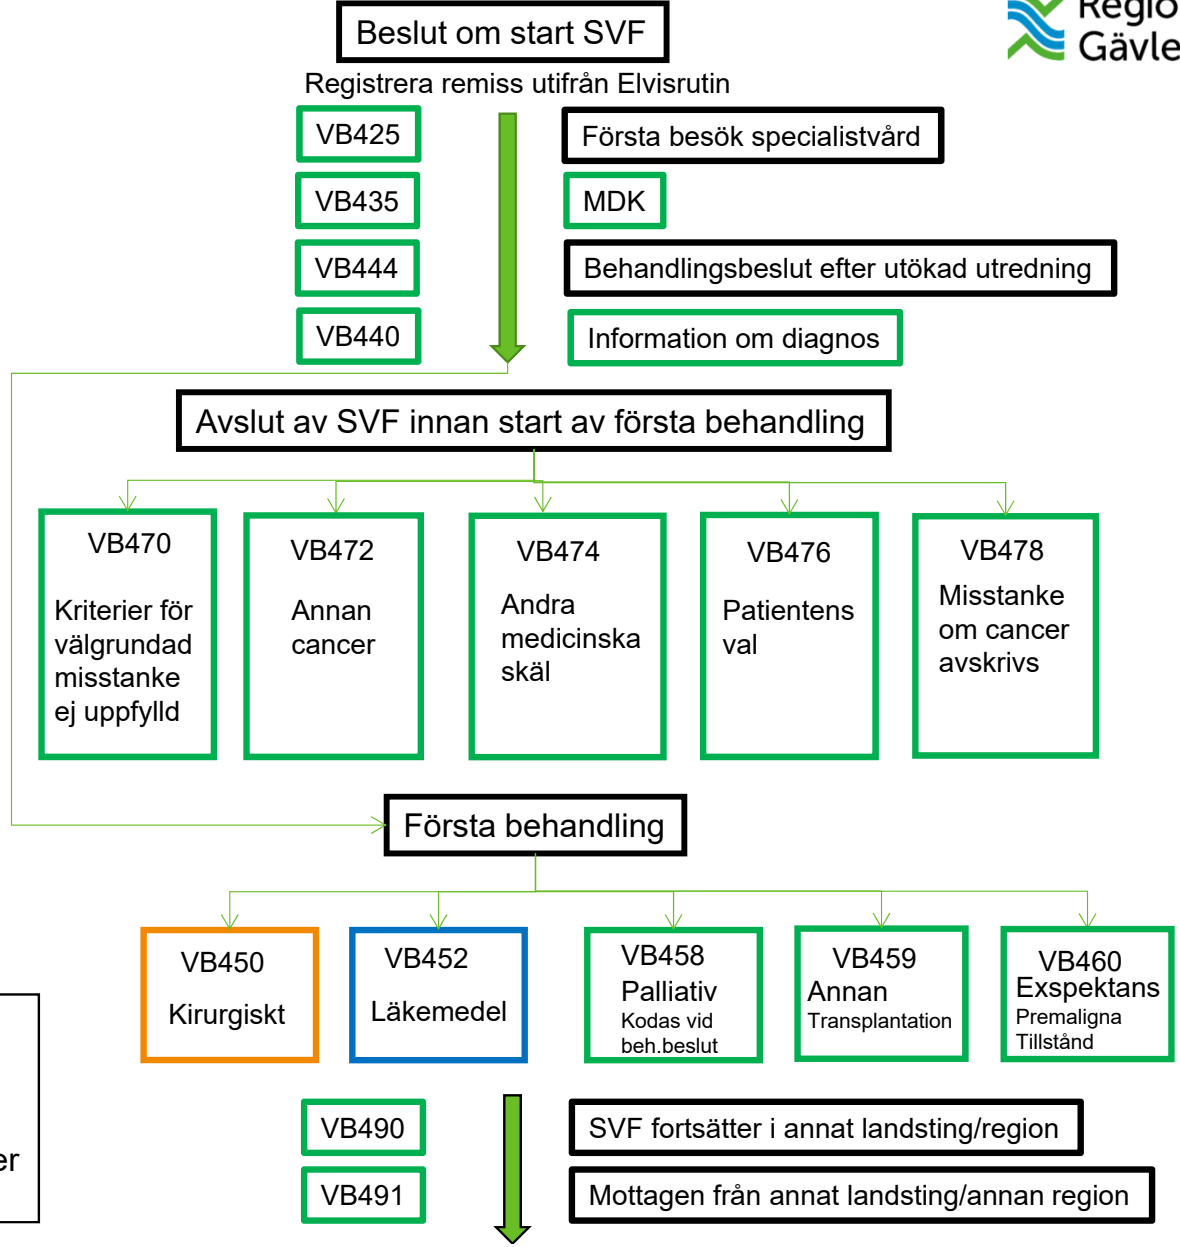 Beslut om start SVF
Gävle
Registrera remiss utifrån Elvisrutin
VB425
Första besök specialistvård
VB435
MDK
VB444
Behandlingsbeslut efter utökad utredning
VB440
Information om diagnos
Avslut av SVF innan start av första behandling
VB470
Kriterier för
välgrundad
misstanke
ej uppfylld
VB472
Annan
cancer
VB474
Andra
medicinska
skäl
VB476
Patientens
val
VB478
Misstanke
om cancer
avskrivs
Första behandling
VB450
Kirurgiskt
VB452
Läkemedel
VB458
Palliativ
Kodas vid
beh.beslut
VB459
Annan
Transplantation
VB460
Exspektans
Premaligna
Tillstånd
VB490
SVF fortsätter i annat landsting/region
VB491
Mottagen från annat landsting/annan region